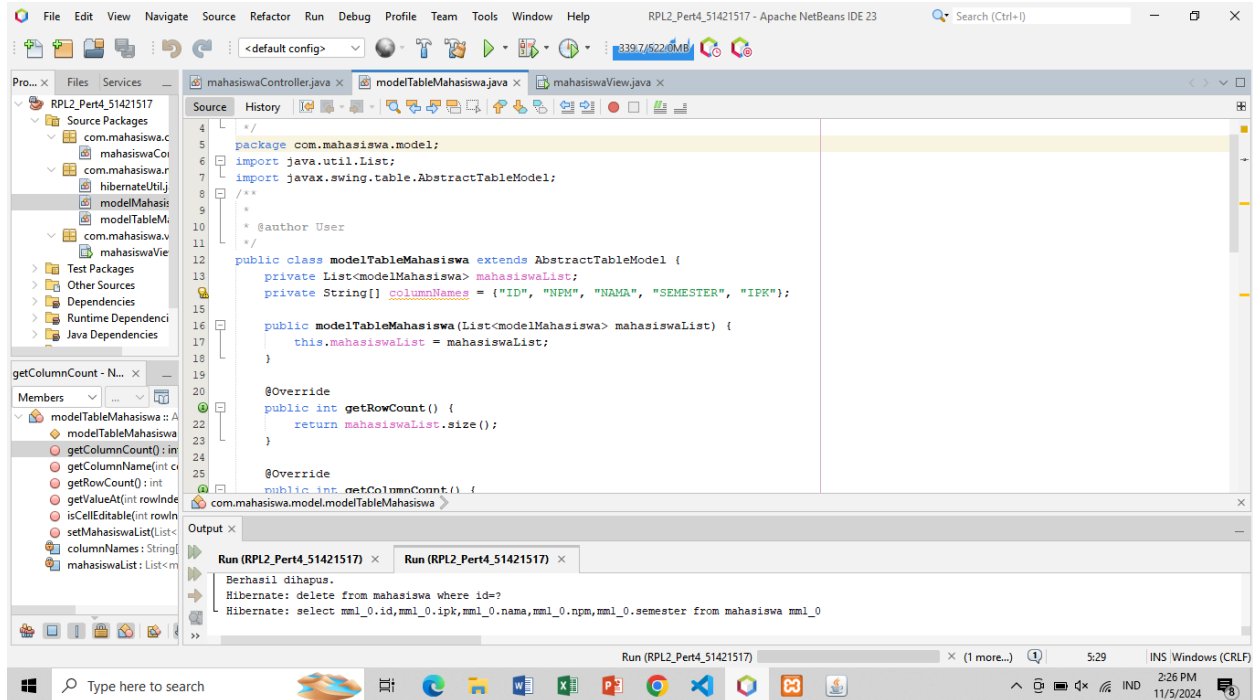 File Edit View Navigate Source Refactor Run Debug Profile Team Tools Window Help RPL2_Pert4_51421517 - Apache NetBeans IDE 23 Search (Ctrl+I)
<default config> 339.7/522.0MB
Pro... × Files Services
mahasiswaController.java × modelTableMahasiswa.java × mahasiswaView.java ×
RPL2_Pert4_51421517
Source Packages
com.mahasiswa.c
mahasiswaCon
com.mahasiswa.m
hibernateUtil.j
modelMahasis
modelTableMa
com.mahasiswa.v
mahasiswaVie
Test Packages
Other Sources
Dependencies
Runtime Dependenci
Java Dependencies
Source History
4 */
5 package com.mahasiswa.model;
6 import java.util.List;
7 import javax.swing.table.AbstractTableModel;
8 /**
9 *
10 * @author User
11 */
12 public class modelTableMahasiswa extends AbstractTableModel {
13 private List<modelMahasiswa> mahasiswaList;
private String[] columnNames = {"ID", "NPM", "NAMA", "SEMESTER", "IPK"};
15
16 public modelTableMahasiswa(List<modelMahasiswa> mahasiswaList) {
17 this.mahasiswaList = mahasiswaList;
18 }
19
20 @Override
public int getRowCount() {
22 return mahasiswaList.size();
23 }
24
25 @Override
public int getColumnCount() {
com.mahasiswa.model.modelTableMahasiswa
getColumnCount - N... ×
Members ...
modelTableMahasiswa :: A
modelTableMahasiswa
getColumnCount() : int
getColumnName(int co
getRowCount() : int
getValueAt(int rowInde
isCellEditable(int rowIn
setMahasiswaList(List<
columnNames : String[
mahasiswaList : List<m
Output ×
Run (RPL2_Pert4_51421517) × Run (RPL2_Pert4_51421517) ×
Berhasil dihapus.
Hibernate: delete from mahasiswa where id=?
Hibernate: select mm1_0.id,mm1_0.ipk,mm1_0.nama,mm1_0.npm,mm1_0.semester from mahasiswa mm1_0
Run (RPL2_Pert4_51421517) × (1 more...) 1 5:29 INS Windows (CRLF)
Type here to search
IND 2:26 PM
11/5/2024
8